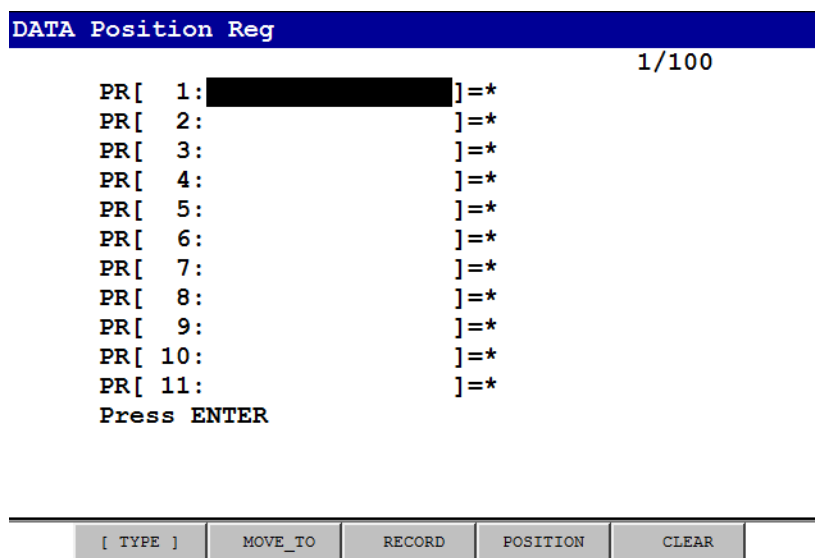 DATA Position Reg
1/100
PR[ 1: ]=*
PR[ 2: ]=*
PR[ 3: ]=*
PR[ 4: ]=*
PR[ 5: ]=*
PR[ 6: ]=*
PR[ 7: ]=*
PR[ 8: ]=*
PR[ 9: ]=*
PR[ 10: ]=*
PR[ 11: ]=*
Press ENTER
[ TYPE ] MOVE_TO RECORD POSITION CLEAR